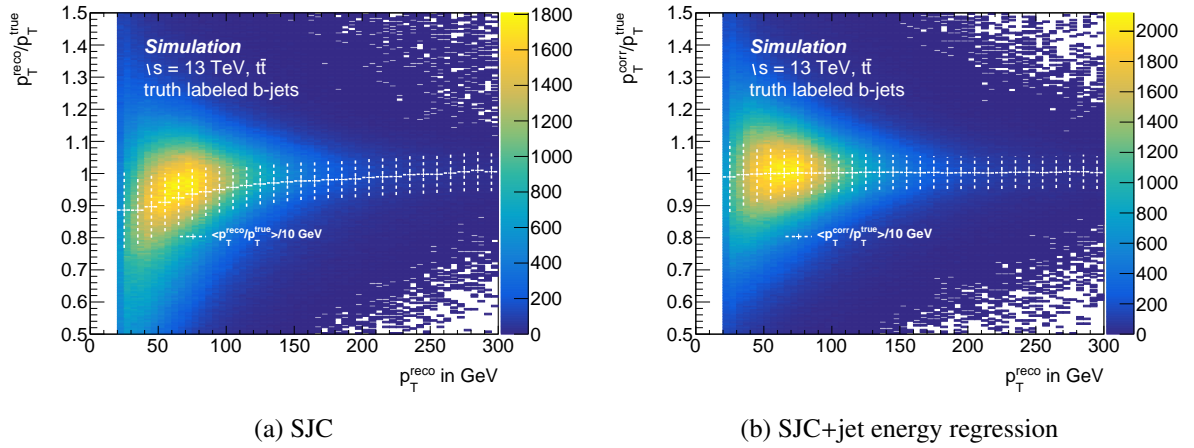 p_T^reco/p_T^true
1.5
1.4
1.3
1.2
1.1
1
0.9
0.8
0.7
0.6
0.5
Simulation
√s = 13 TeV, tt̄
truth labeled b-jets
<p_T^reco/p_T^true>/10 GeV
0 50 100 150 200 250 300
p_T^reco in GeV
1800
1600
1400
1200
1000
800
600
400
200
0
(a) SJC
p_T^corr/p_T^true
1.5
1.4
1.3
1.2
1.1
1
0.9
0.8
0.7
0.6
0.5
Simulation
√s = 13 TeV, tt̄
truth labeled b-jets
<p_T^corr/p_T^true>/10 GeV
0 50 100 150 200 250 300
p_T^reco in GeV
2000
1800
1600
1400
1200
1000
800
600
400
200
0
(b) SJC+jet energy regression